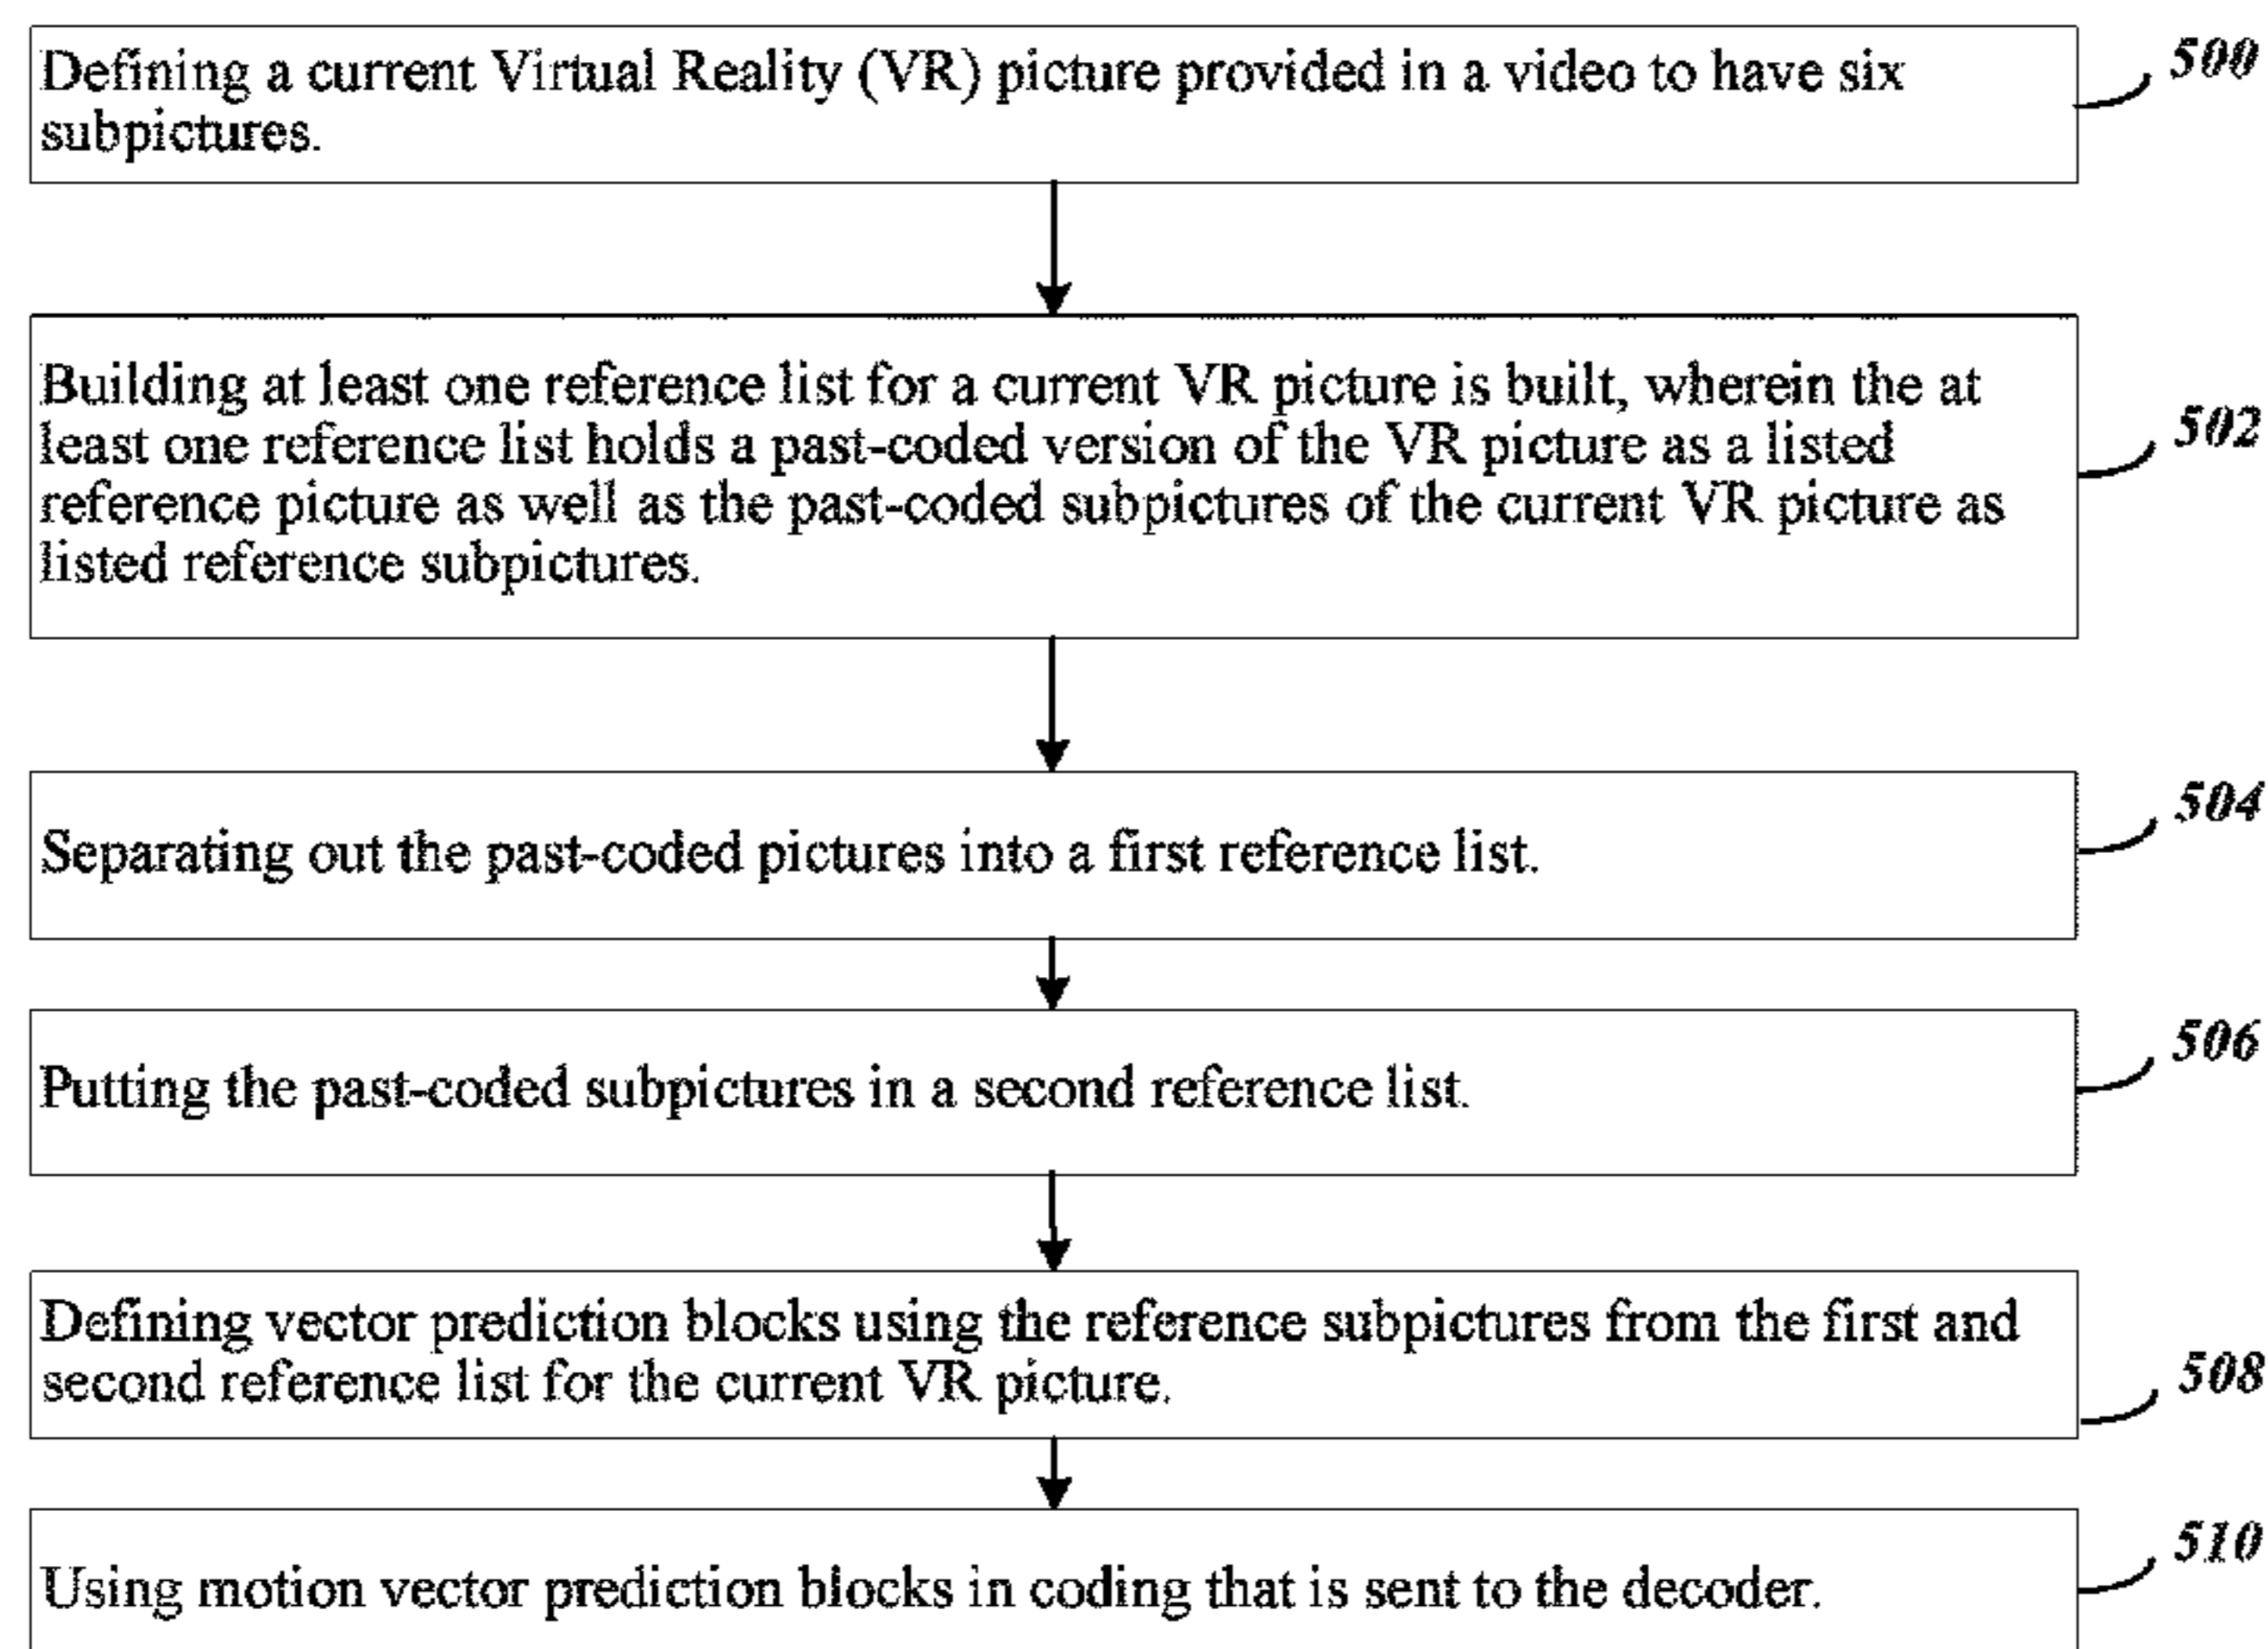 Defining a current Virtual Reality (VR) picture provided in a video to have six
subpictures.
500
Building at least one reference list for a current VR picture is built, wherein the at
least one reference list holds a past-coded version of the VR picture as a listed
reference picture as well as the past-coded subpictures of the current VR picture as
listed reference subpictures.
502
Separating out the past-coded pictures into a first reference list.
504
Putting the past-coded subpictures in a second reference list.
506
Defining vector prediction blocks using the reference subpictures from the first and
second reference list for the current VR picture.
508
Using motion vector prediction blocks in coding that is sent to the decoder.
510